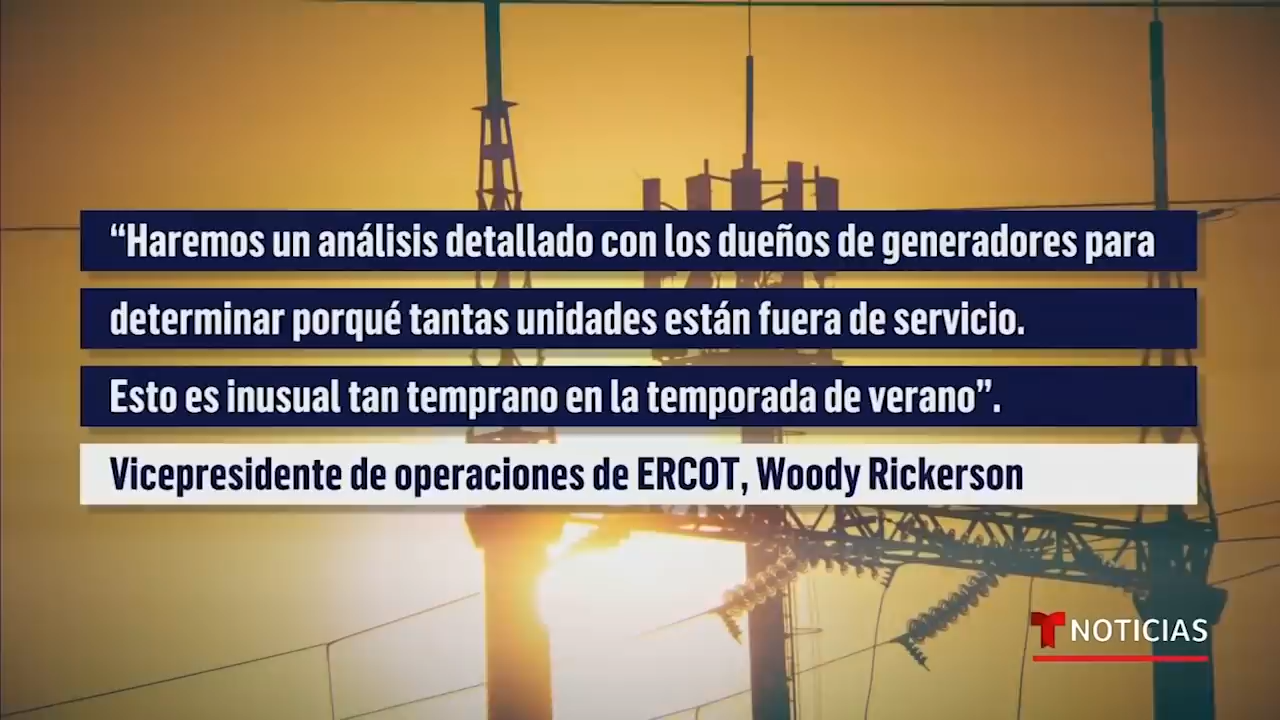 “Haremos un análisis detallado con los dueños de generadores para
determinar porqué tantas unidades están fuera de servicio.
Esto es inusual tan temprano en la temporada de verano”.
Vicepresidente de operaciones de ERCOT, Woody Rickerson
T NOTICIAS